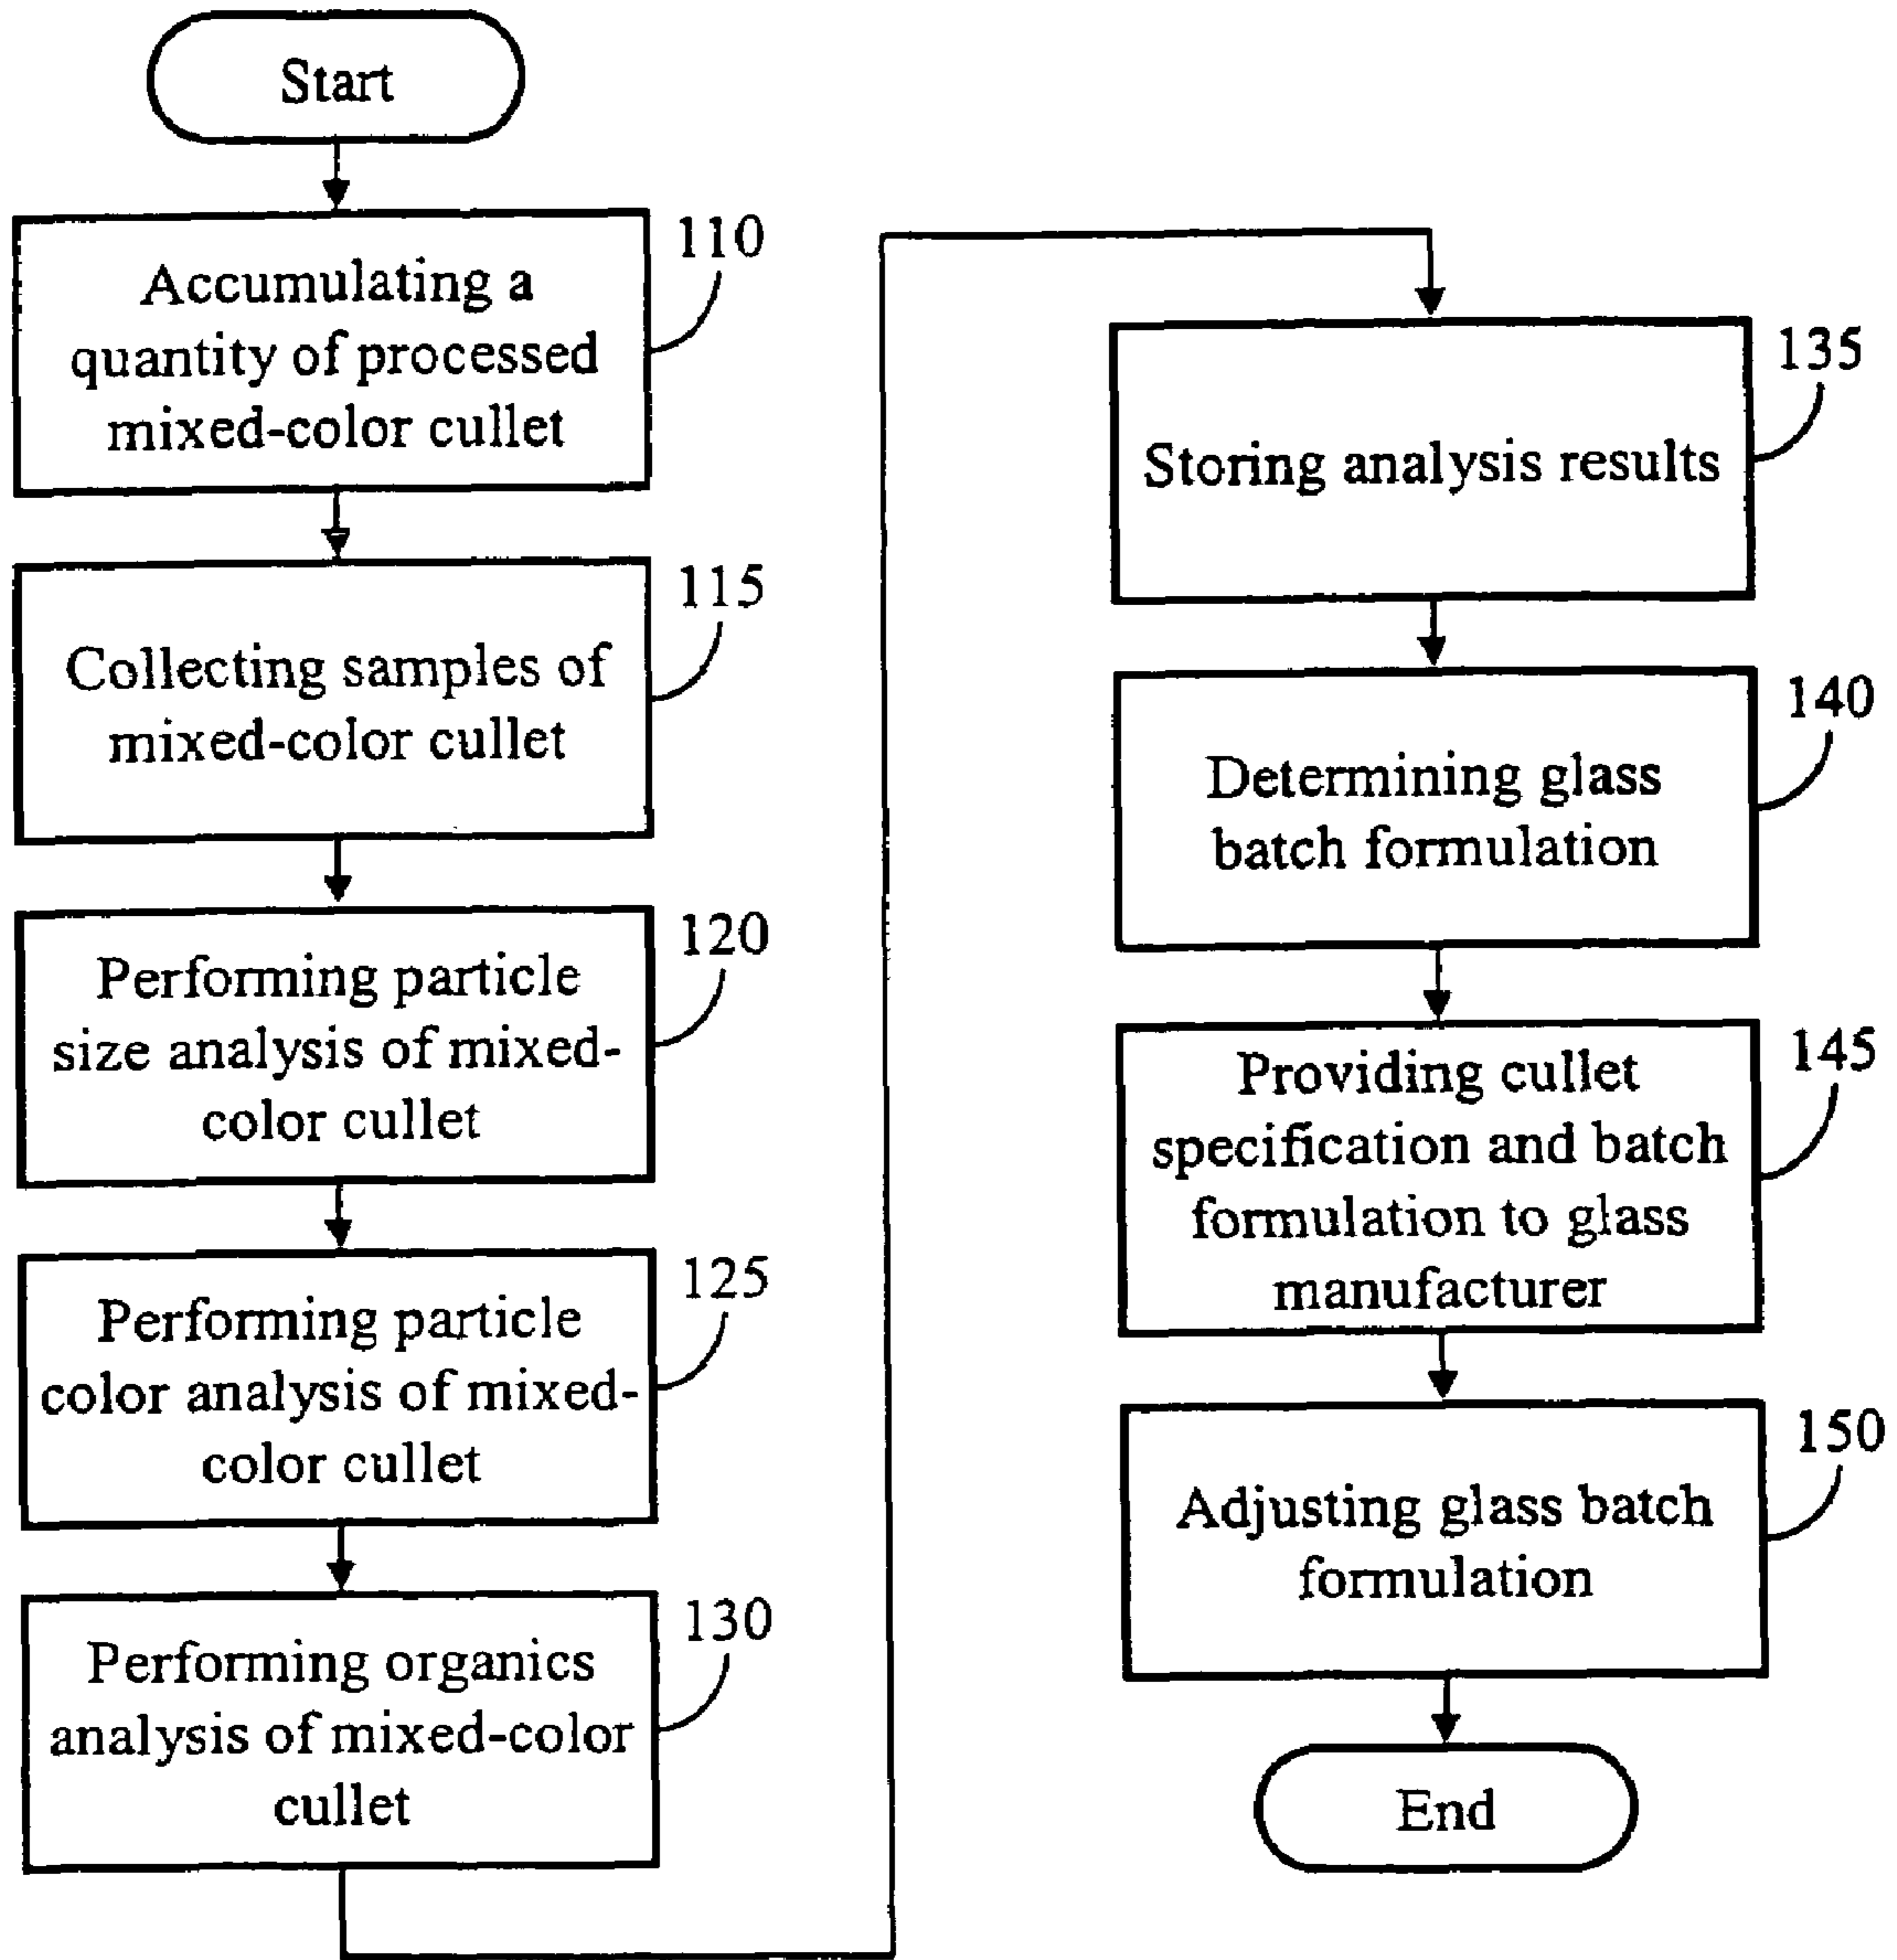 Start
110
Accumulating a
quantity of processed
mixed-color cullet
115
Collecting samples of
mixed-color cullet
120
Performing particle
size analysis of mixed-
color cullet
125
Performing particle
color analysis of mixed-
color cullet
130
Performing organics
analysis of mixed-color
cullet
135
Storing analysis results
140
Determining glass
batch formulation
145
Providing cullet
specification and batch
formulation to glass
manufacturer
150
Adjusting glass batch
formulation
End